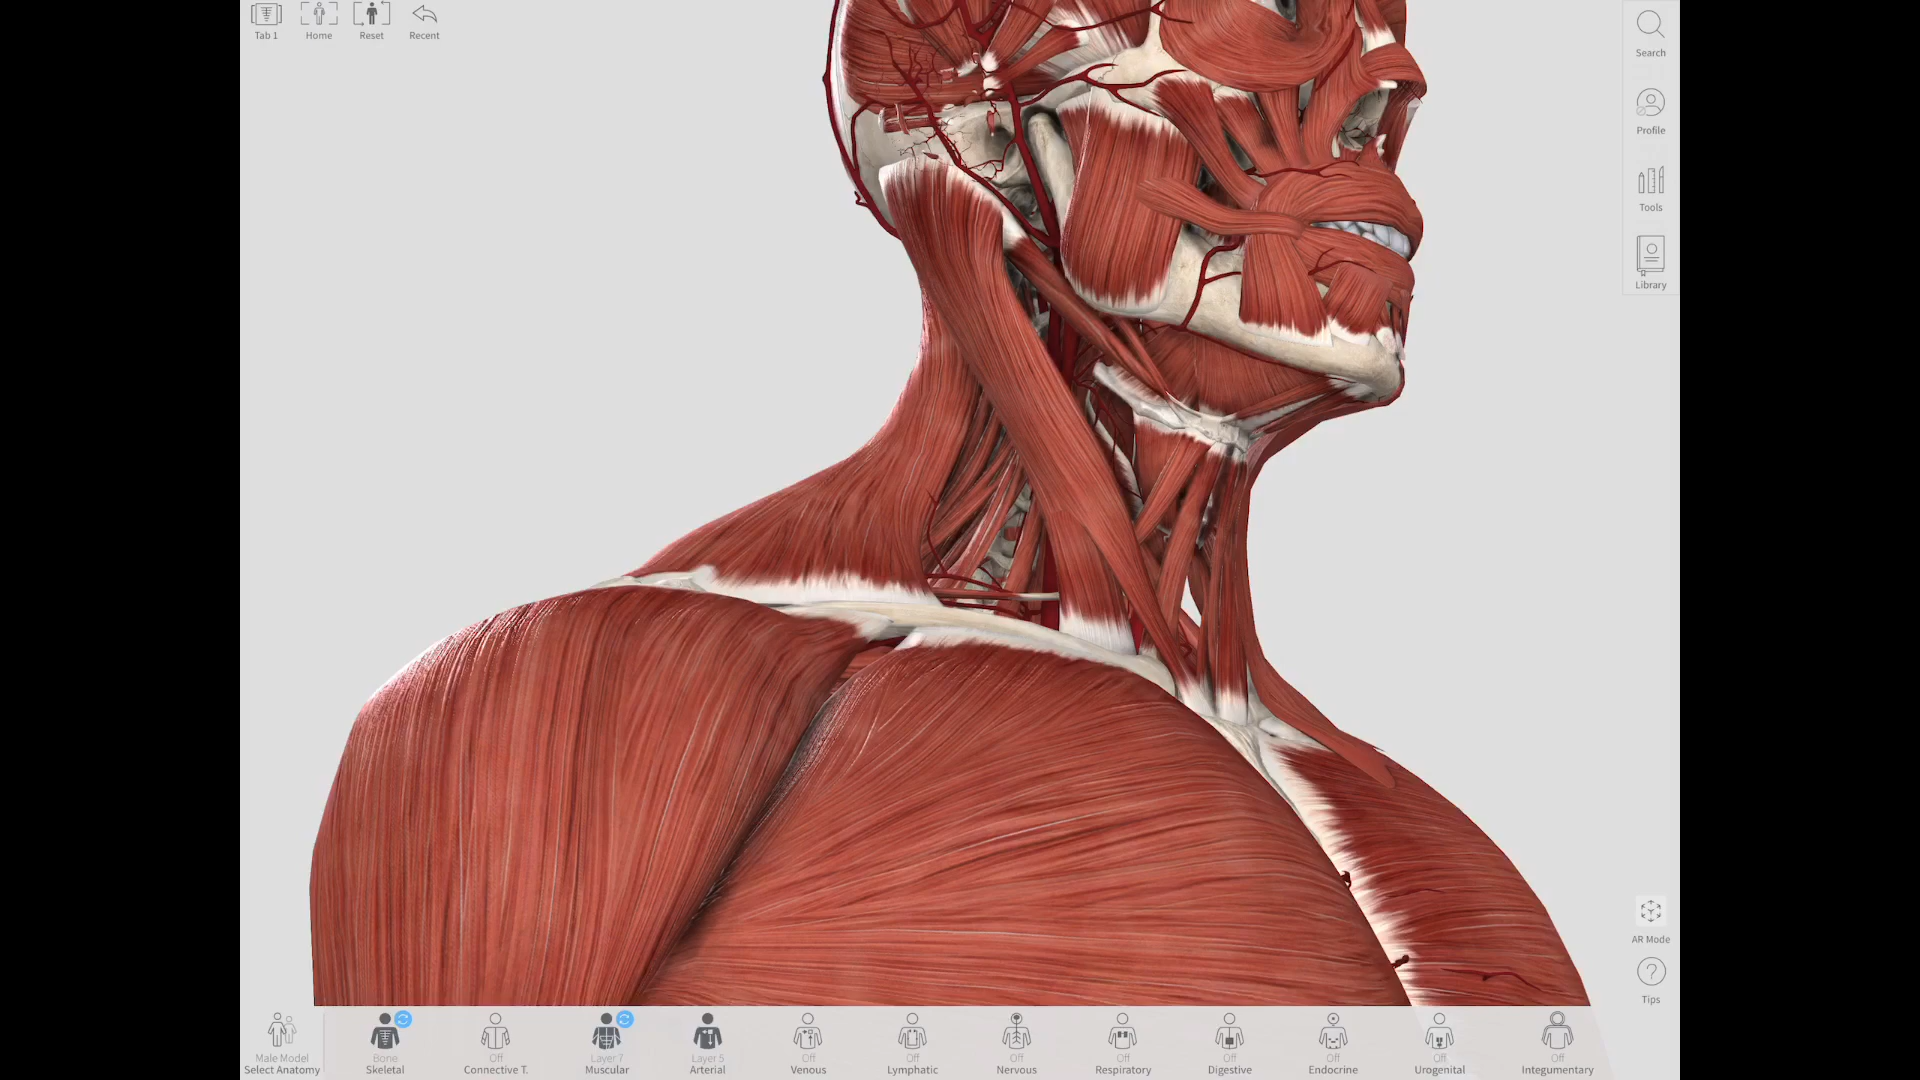 Tab 1
Home
Reset
Recent
Search
Profile
Tools
Library
AR Mode
Tips
Male Model
Select Anatomy
Bone
Skeletal
Off
Connective T.
Layer 7
Muscular
Layer 5
Arterial
Off
Venous
Off
Lymphatic
Off
Nervous
Off
Respiratory
Off
Digestive
Off
Endocrine
Off
Urogenital
Off
Integumentary